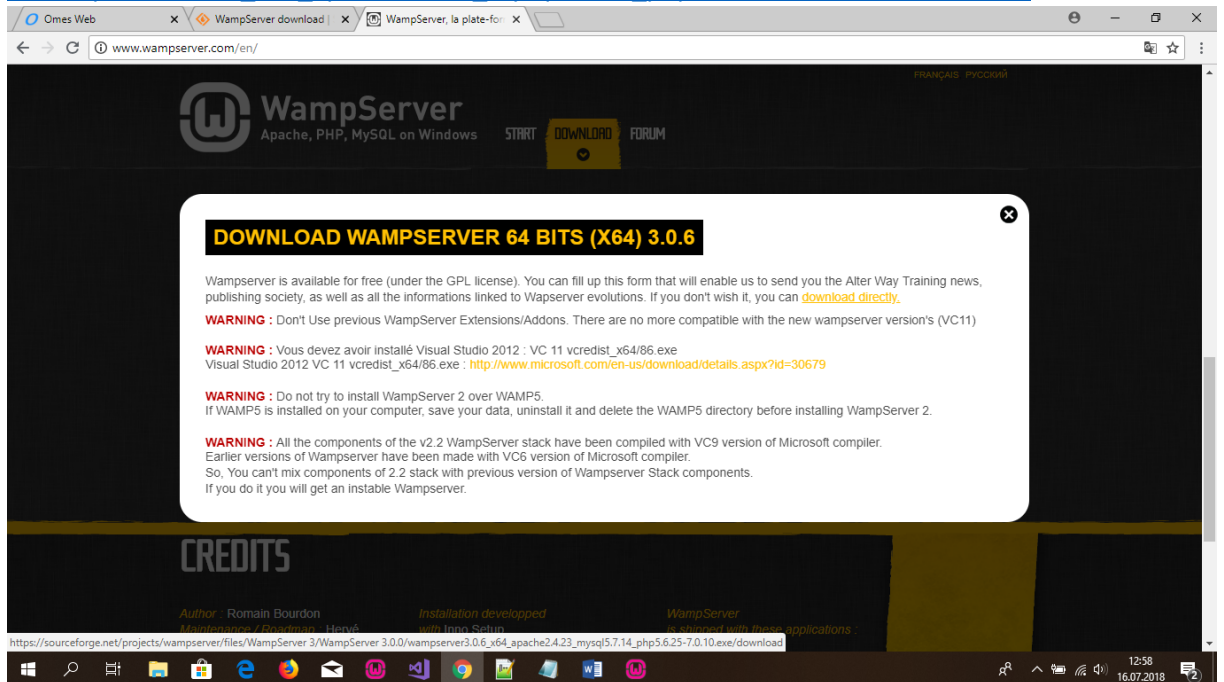 Omes Web
WampServer download |
WampServer, la plate-for
www.wampserver.com/en/
FRANÇAIS РУССКИЙ
WampServer
Apache, PHP, MySQL on Windows
START DOWNLOAD FORUM
DOWNLOAD WAMPSERVER 64 BITS (X64) 3.0.6
Wampserver is available for free (under the GPL license). You can fill up this form that will enable us to send you the Alter Way Training news,
publishing society, as well as all the informations linked to Wapserver evolutions. If you don't wish it, you can download directly.
WARNING : Don't Use previous WampServer Extensions/Addons. There are no more compatible with the new wampserver version's (VC11)
WARNING : Vous devez avoir installé Visual Studio 2012 : VC 11 vcredist_x64/86.exe
Visual Studio 2012 VC 11 vcredist_x64/86.exe : http://www.microsoft.com/en-us/download/details.aspx?id=30679
WARNING : Do not try to install WampServer 2 over WAMP5.
If WAMP5 is installed on your computer, save your data, uninstall it and delete the WAMP5 directory before installing WampServer 2.
WARNING : All the components of the v2.2 WampServer stack have been compiled with VC9 version of Microsoft compiler.
Earlier versions of Wampserver have been made with VC6 version of Microsoft compiler.
So, You can't mix components of 2.2 stack with previous version of Wampserver Stack components.
If you do it you will get an instable Wampserver.
CREDITS
Author : Romain Bourdon
Maintenance / Roadmap : Hervé
Installation developped
with Inno Setup
WampServer
is shipped with these applications :
https://sourceforge.net/projects/wampserver/files/WampServer 3/WampServer 3.0.0/wampserver3.0.6_x64_apache2.4.23_mysql5.7.14_php5.6.25-7.0.10.exe/download
12:58
16.07.2018
2